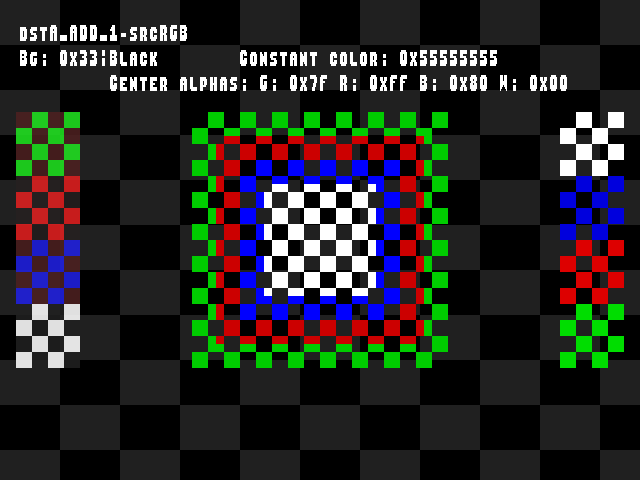 dstA_ADD_1-srcRGB
Bg: 0x33¦Black Constant color: 0x55555555
Center alphas: G: 0x7f R: 0xff B: 0x80 W: 0x00